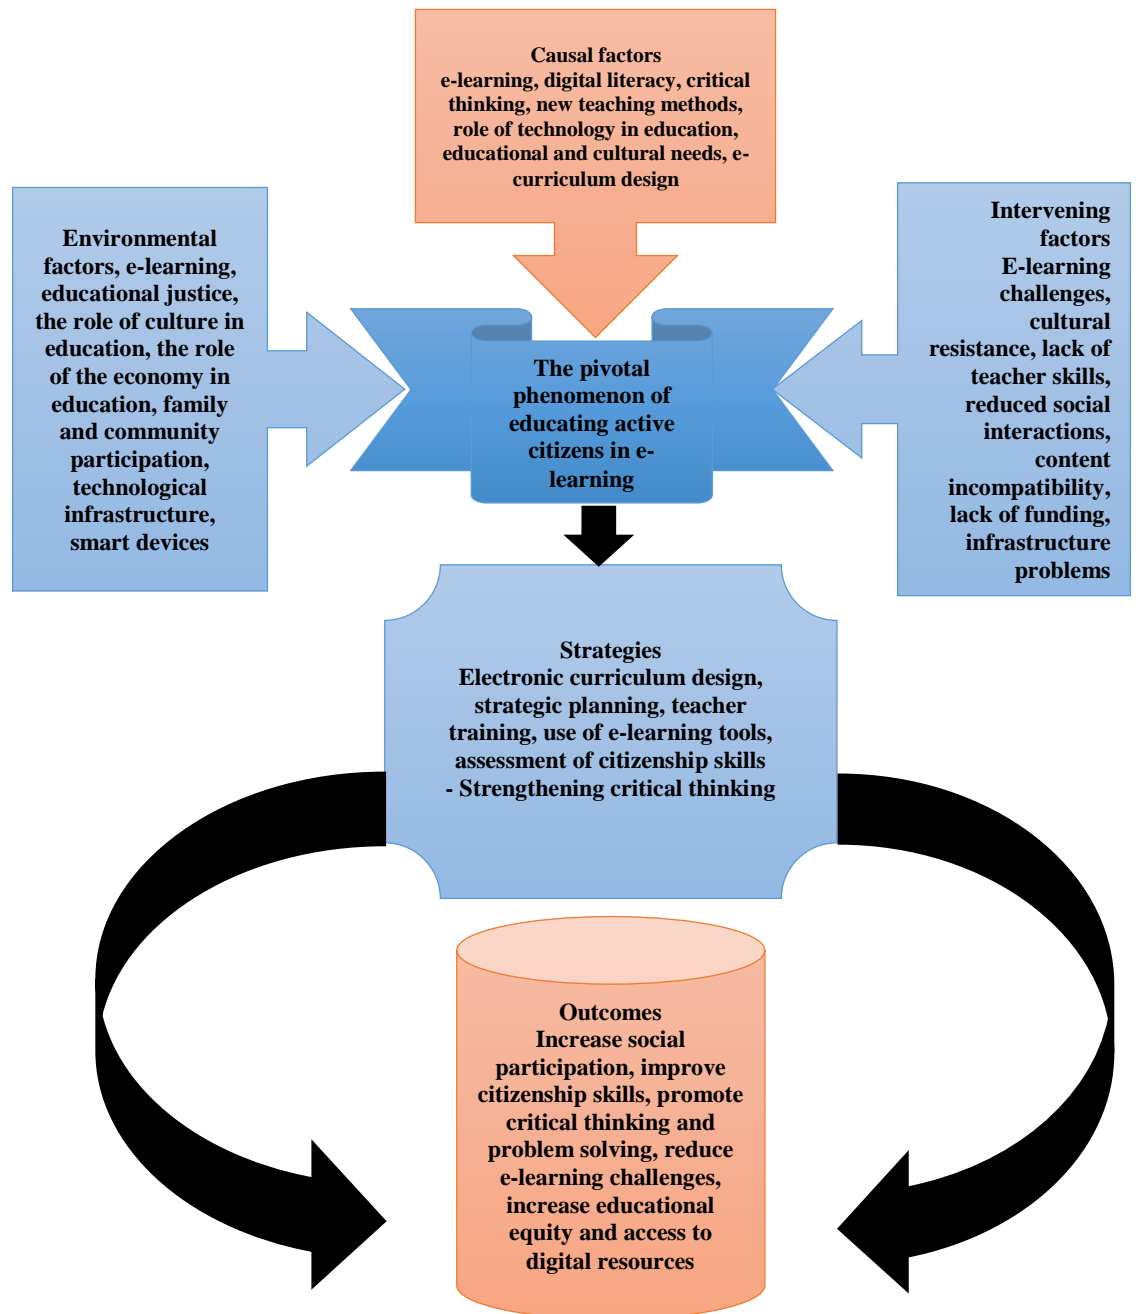 Causal factors
e-learning, digital literacy, critical
thinking, new teaching methods,
role of technology in education,
educational and cultural needs, e-
curriculum design
Environmental
factors, e-learning,
educational justice,
the role of culture in
education, the role
of the economy in
education, family
and community
participation,
technological
infrastructure,
smart devices
The pivotal
phenomenon of
educating active
citizens in e-
learning
Intervening
factors
E-learning
challenges,
cultural
resistance, lack of
teacher skills,
reduced social
interactions,
content
incompatibility,
lack of funding,
infrastructure
problems
Strategies
Electronic curriculum design,
strategic planning, teacher
training, use of e-learning tools,
assessment of citizenship skills
- Strengthening critical thinking
Outcomes
Increase social
participation, improve
citizenship skills, promote
critical thinking and
problem solving, reduce
e-learning challenges,
increase educational
equity and access to
digital resources